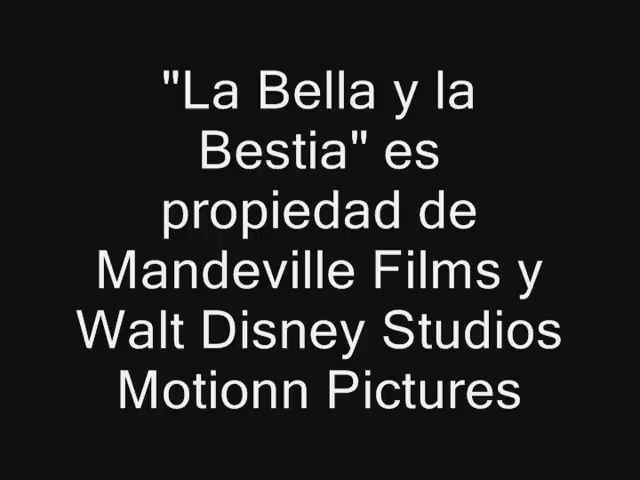 "La Bella y la
Bestia" es
propiedad de
Mandeville Films y
Walt Disney Studios
Motionn Pictures